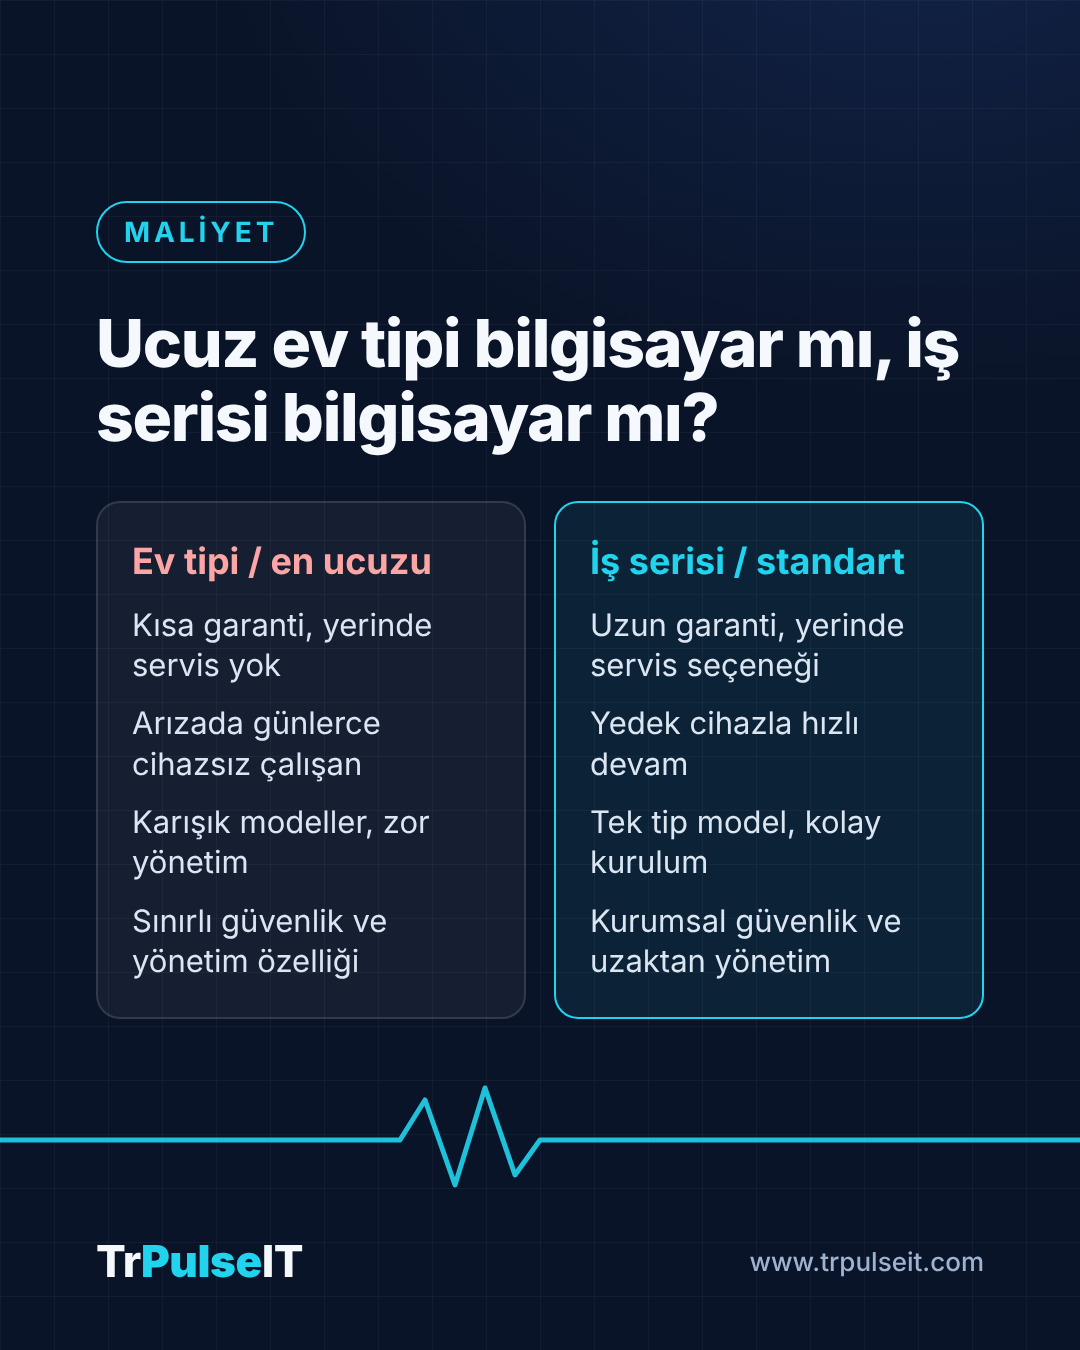 MALİYET
Ucuz ev tipi bilgisayar mı, iş
serisi bilgisayar mı?
Ev tipi / en ucuzu
Kısa garanti, yerinde
servis yok
Arızada günlerce
cihazsız çalışan
Karışık modeller, zor
yönetim
Sınırlı güvenlik ve
yönetim özelliği
İş serisi / standart
Uzun garanti, yerinde
servis seçeneği
Yedek cihazla hızlı
devam
Tek tip model, kolay
kurulum
Kurumsal güvenlik ve
uzaktan yönetim
TrPulseIT
www.trpulseit.com